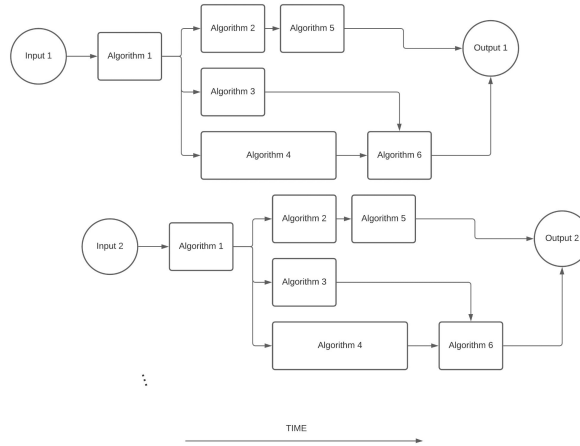 Input 1
Algorithm 1
Algorithm 2
Algorithm 5
Output 1
Algorithm 3
Algorithm 4
Algorithm 6
Input 2
Algorithm 1
Algorithm 2
Algorithm 5
Output 2
Algorithm 3
Algorithm 4
Algorithm 6
TIME